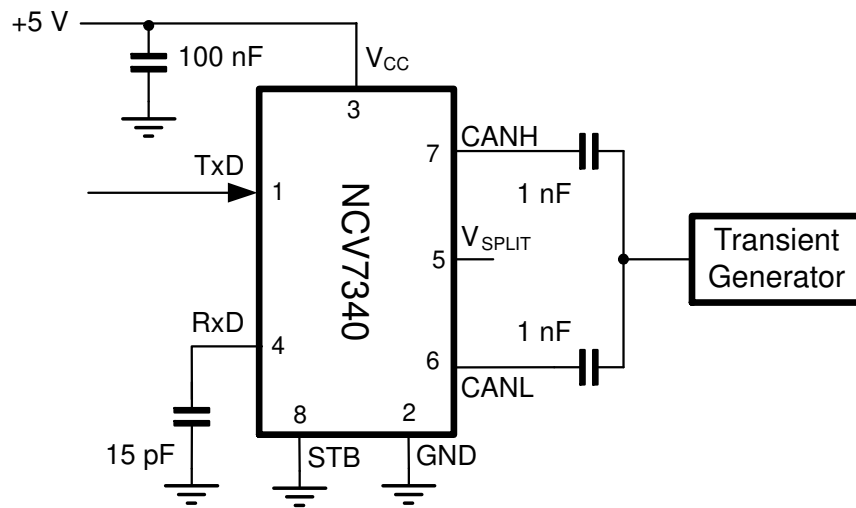 +5 V
100 nF
VCC
3
TxD
1
NCV7340
7
CANH
1 nF
VSPLIT
5
Transient
Generator
RxD
4
1 nF
6
CANL
15 pF
8
STB
2
GND